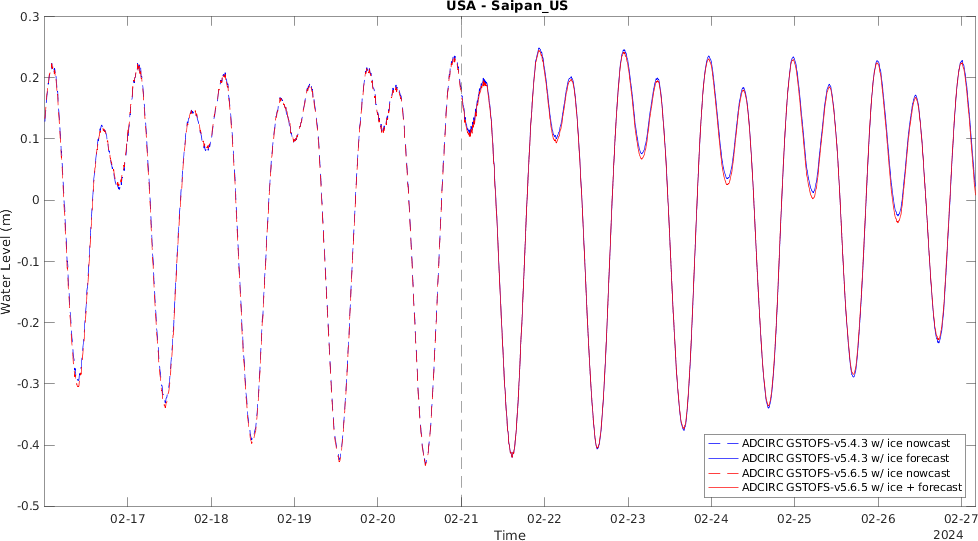 USA - Saipan_US
0.3
0.2
0.1
0
-0.1
-0.2
-0.3
-0.4
-0.5
Water Level (m)
ADCIRC GSTOFS-v5.4.3 w/ ice nowcast
ADCIRC GSTOFS-v5.4.3 w/ ice forecast
ADCIRC GSTOFS-v5.6.5 w/ ice nowcast
ADCIRC GSTOFS-v5.6.5 w/ ice + forecast
02-17 02-18 02-19 02-20 02-21 02-22 02-23 02-24 02-25 02-26 02-27
Time
2024